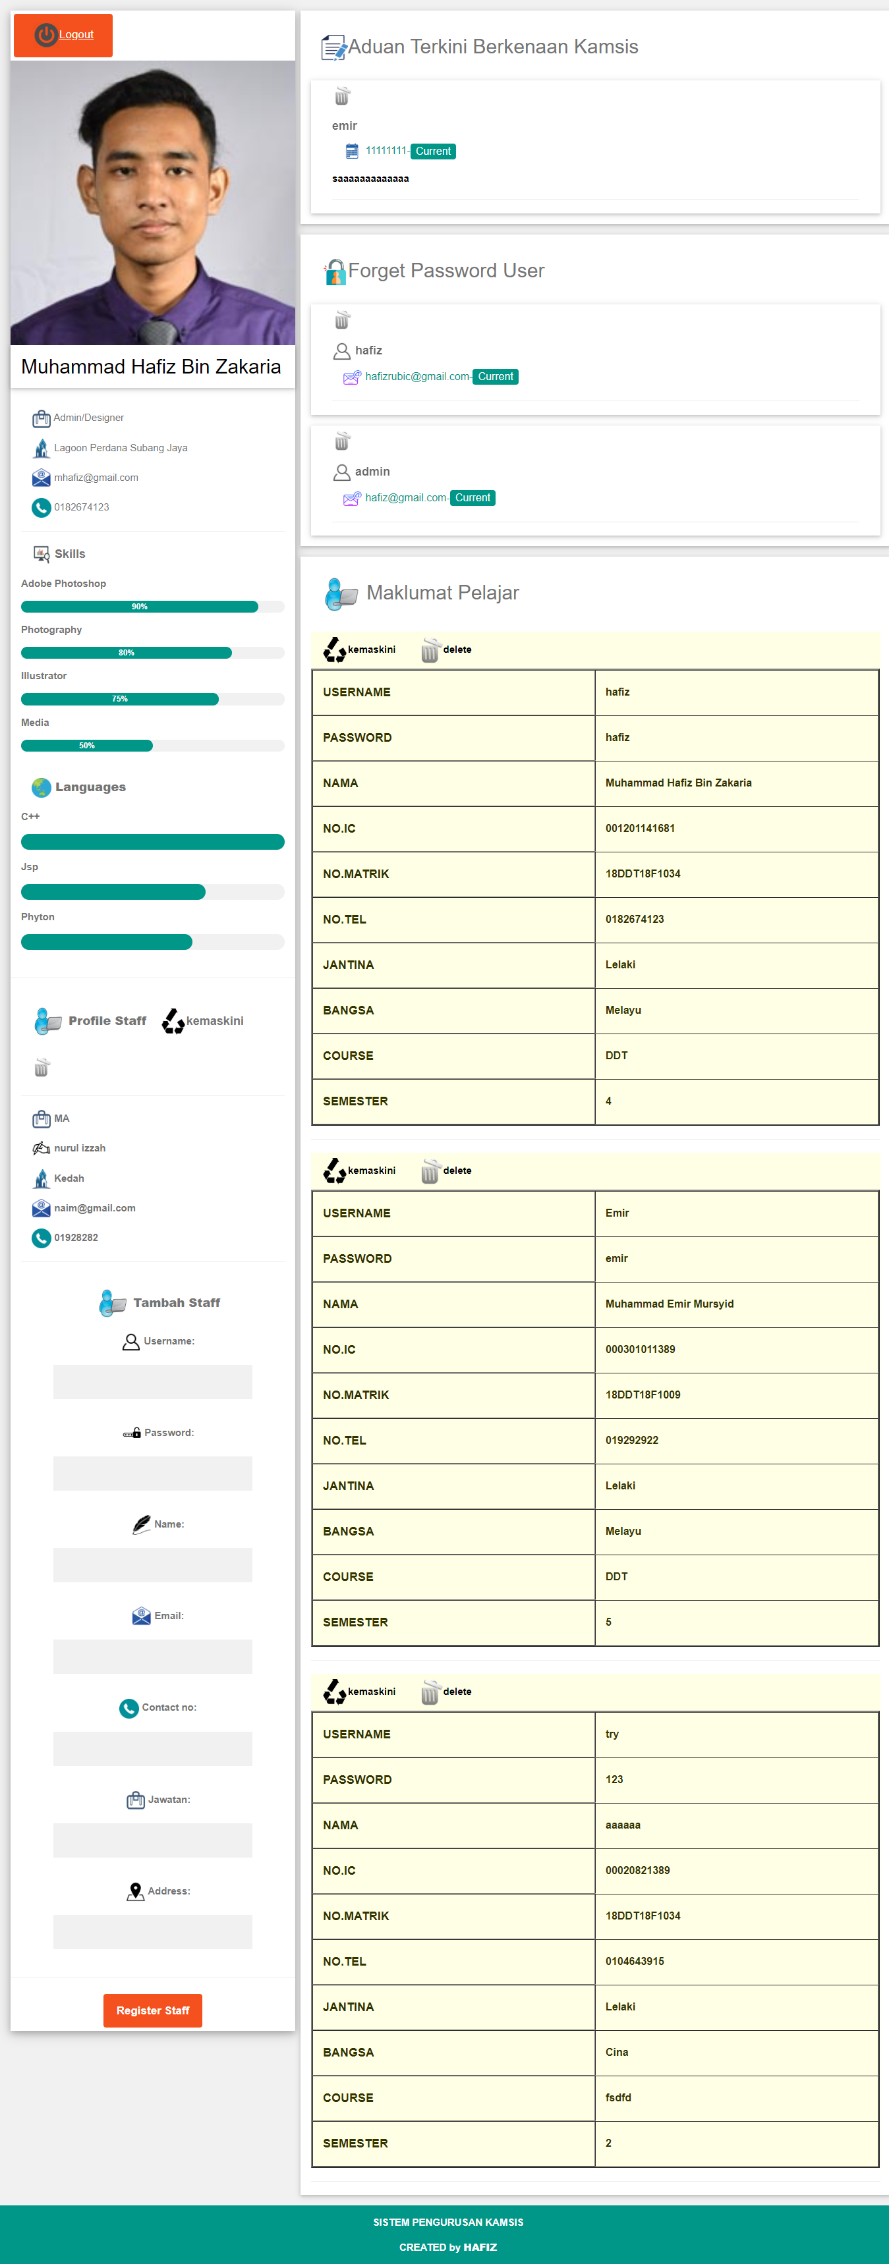 Logout
Muhammad Hafiz Bin Zakaria
Admin/Designer
Lagoon Perdana Subang Jaya
mhafiz@gmail.com
0182674123
Skills
Adobe Photoshop
90%
Photography
80%
Illustrator
75%
Media
50%
Languages
C++
Jsp
Phyton
Profile Staff kemaskini
MA
nurul izzah
Kedah
naim@gmail.com
01928282
Tambah Staff
Username:
Password:
Name:
Email:
Contact no:
Jawatan:
Address:
Register Staff
Aduan Terkini Berkenaan Kamsis
emir
11111111-Current
saaaaaaaaaaaaa
Forget Password User
hafiz
hafizrubic@gmail.com-Current
admin
hafiz@gmail.com-Current
Maklumat Pelajar
kemaskini delete
USERNAME hafiz
PASSWORD hafiz
NAMA Muhammad Hafiz Bin Zakaria
NO.IC 001201141681
NO.MATRIK 18DDT18F1034
NO.TEL 0182674123
JANTINA Lelaki
BANGSA Melayu
COURSE DDT
SEMESTER 4
kemaskini delete
USERNAME Emir
PASSWORD emir
NAMA Muhammad Emir Mursyid
NO.IC 000301011389
NO.MATRIK 18DDT18F1009
NO.TEL 019292922
JANTINA Lelaki
BANGSA Melayu
COURSE DDT
SEMESTER 5
kemaskini delete
USERNAME try
PASSWORD 123
NAMA aaaaaa
NO.IC 00020821389
NO.MATRIK 18DDT18F1034
NO.TEL 0104643915
JANTINA Lelaki
BANGSA Cina
COURSE fsdfd
SEMESTER 2
SISTEM PENGURUSAN KAMSIS
CREATED by HAFIZ